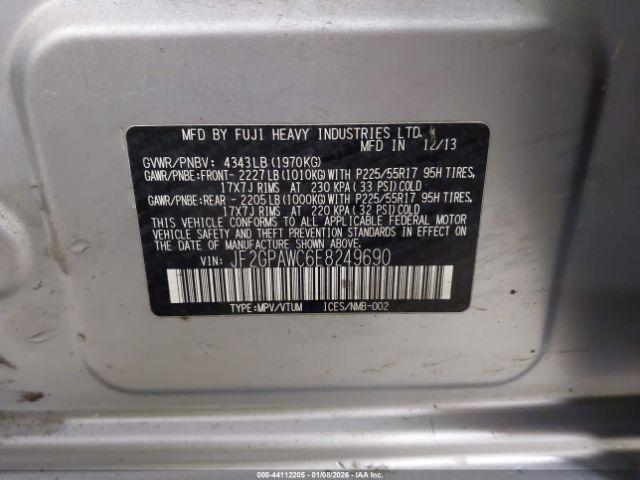 MFD BY FUJI HEAVY INDUSTRIES LTD.
MFD IN 12/13
GVWR/PNBV: 4343LB (1970KG)
GAWR/PNBE:FRONT- 2227LB (1010KG) WITH P225/55R17 95H TIRES,
17X7J RIMS AT 230 KPA (33 PSI) COLD
GAWR/PNBE:REAR - 2205LB (1000KG) WITH P225/55R17 95H TIRES,
17X7J RIMS AT 220 KPA (32 PSI) COLD
THIS VEHICLE CONFORMS TO ALL APPLICABLE FEDERAL MOTOR
VEHICLE SAFETY AND THEFT PREVENTION STANDARDS IN EFFECT
ON THE DATE OF MANUFACTURE SHOWN ABOVE.
VIN: JF2GPAWC6E8249690
TYPE:MPV/VTUM ICES/NMB-002
000-44112205 - 01/08/2026 - IAAI.com